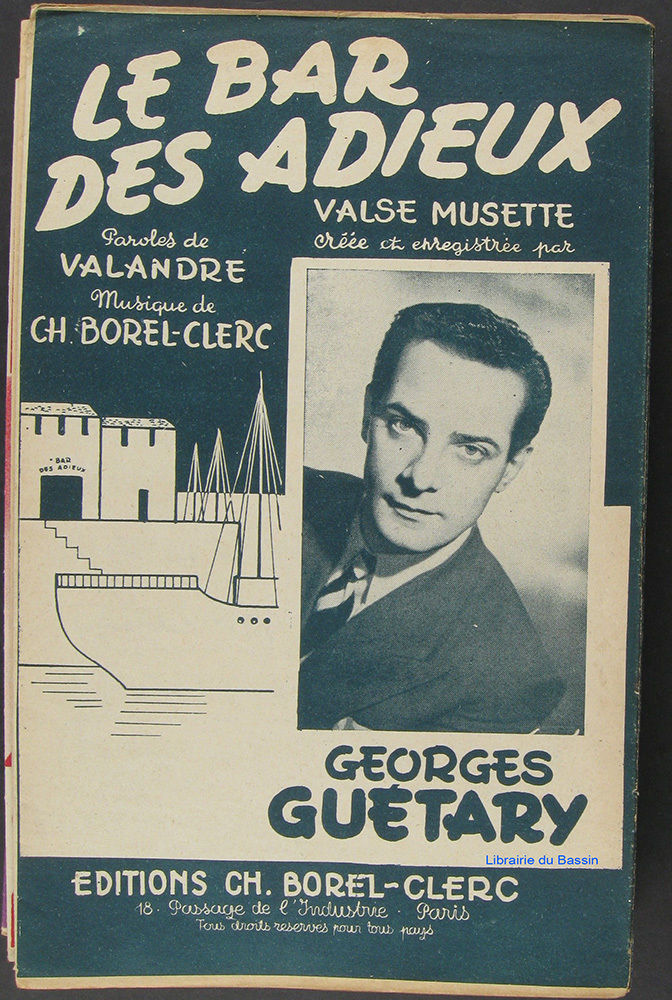 LE BAR
DES ADIEUX
VALSE MUSETTE
créée et enregistrée par
Paroles de
VALANDRE
Musique de
CH. BOREL-CLERC
BAR
DES ADIEUX
GEORGES
GUÉTARY
Librairie du Bassin
EDITIONS CH. BOREL-CLERC
18 · Passage de l'Industrie · Paris
Tous droits réservés pour tous pays